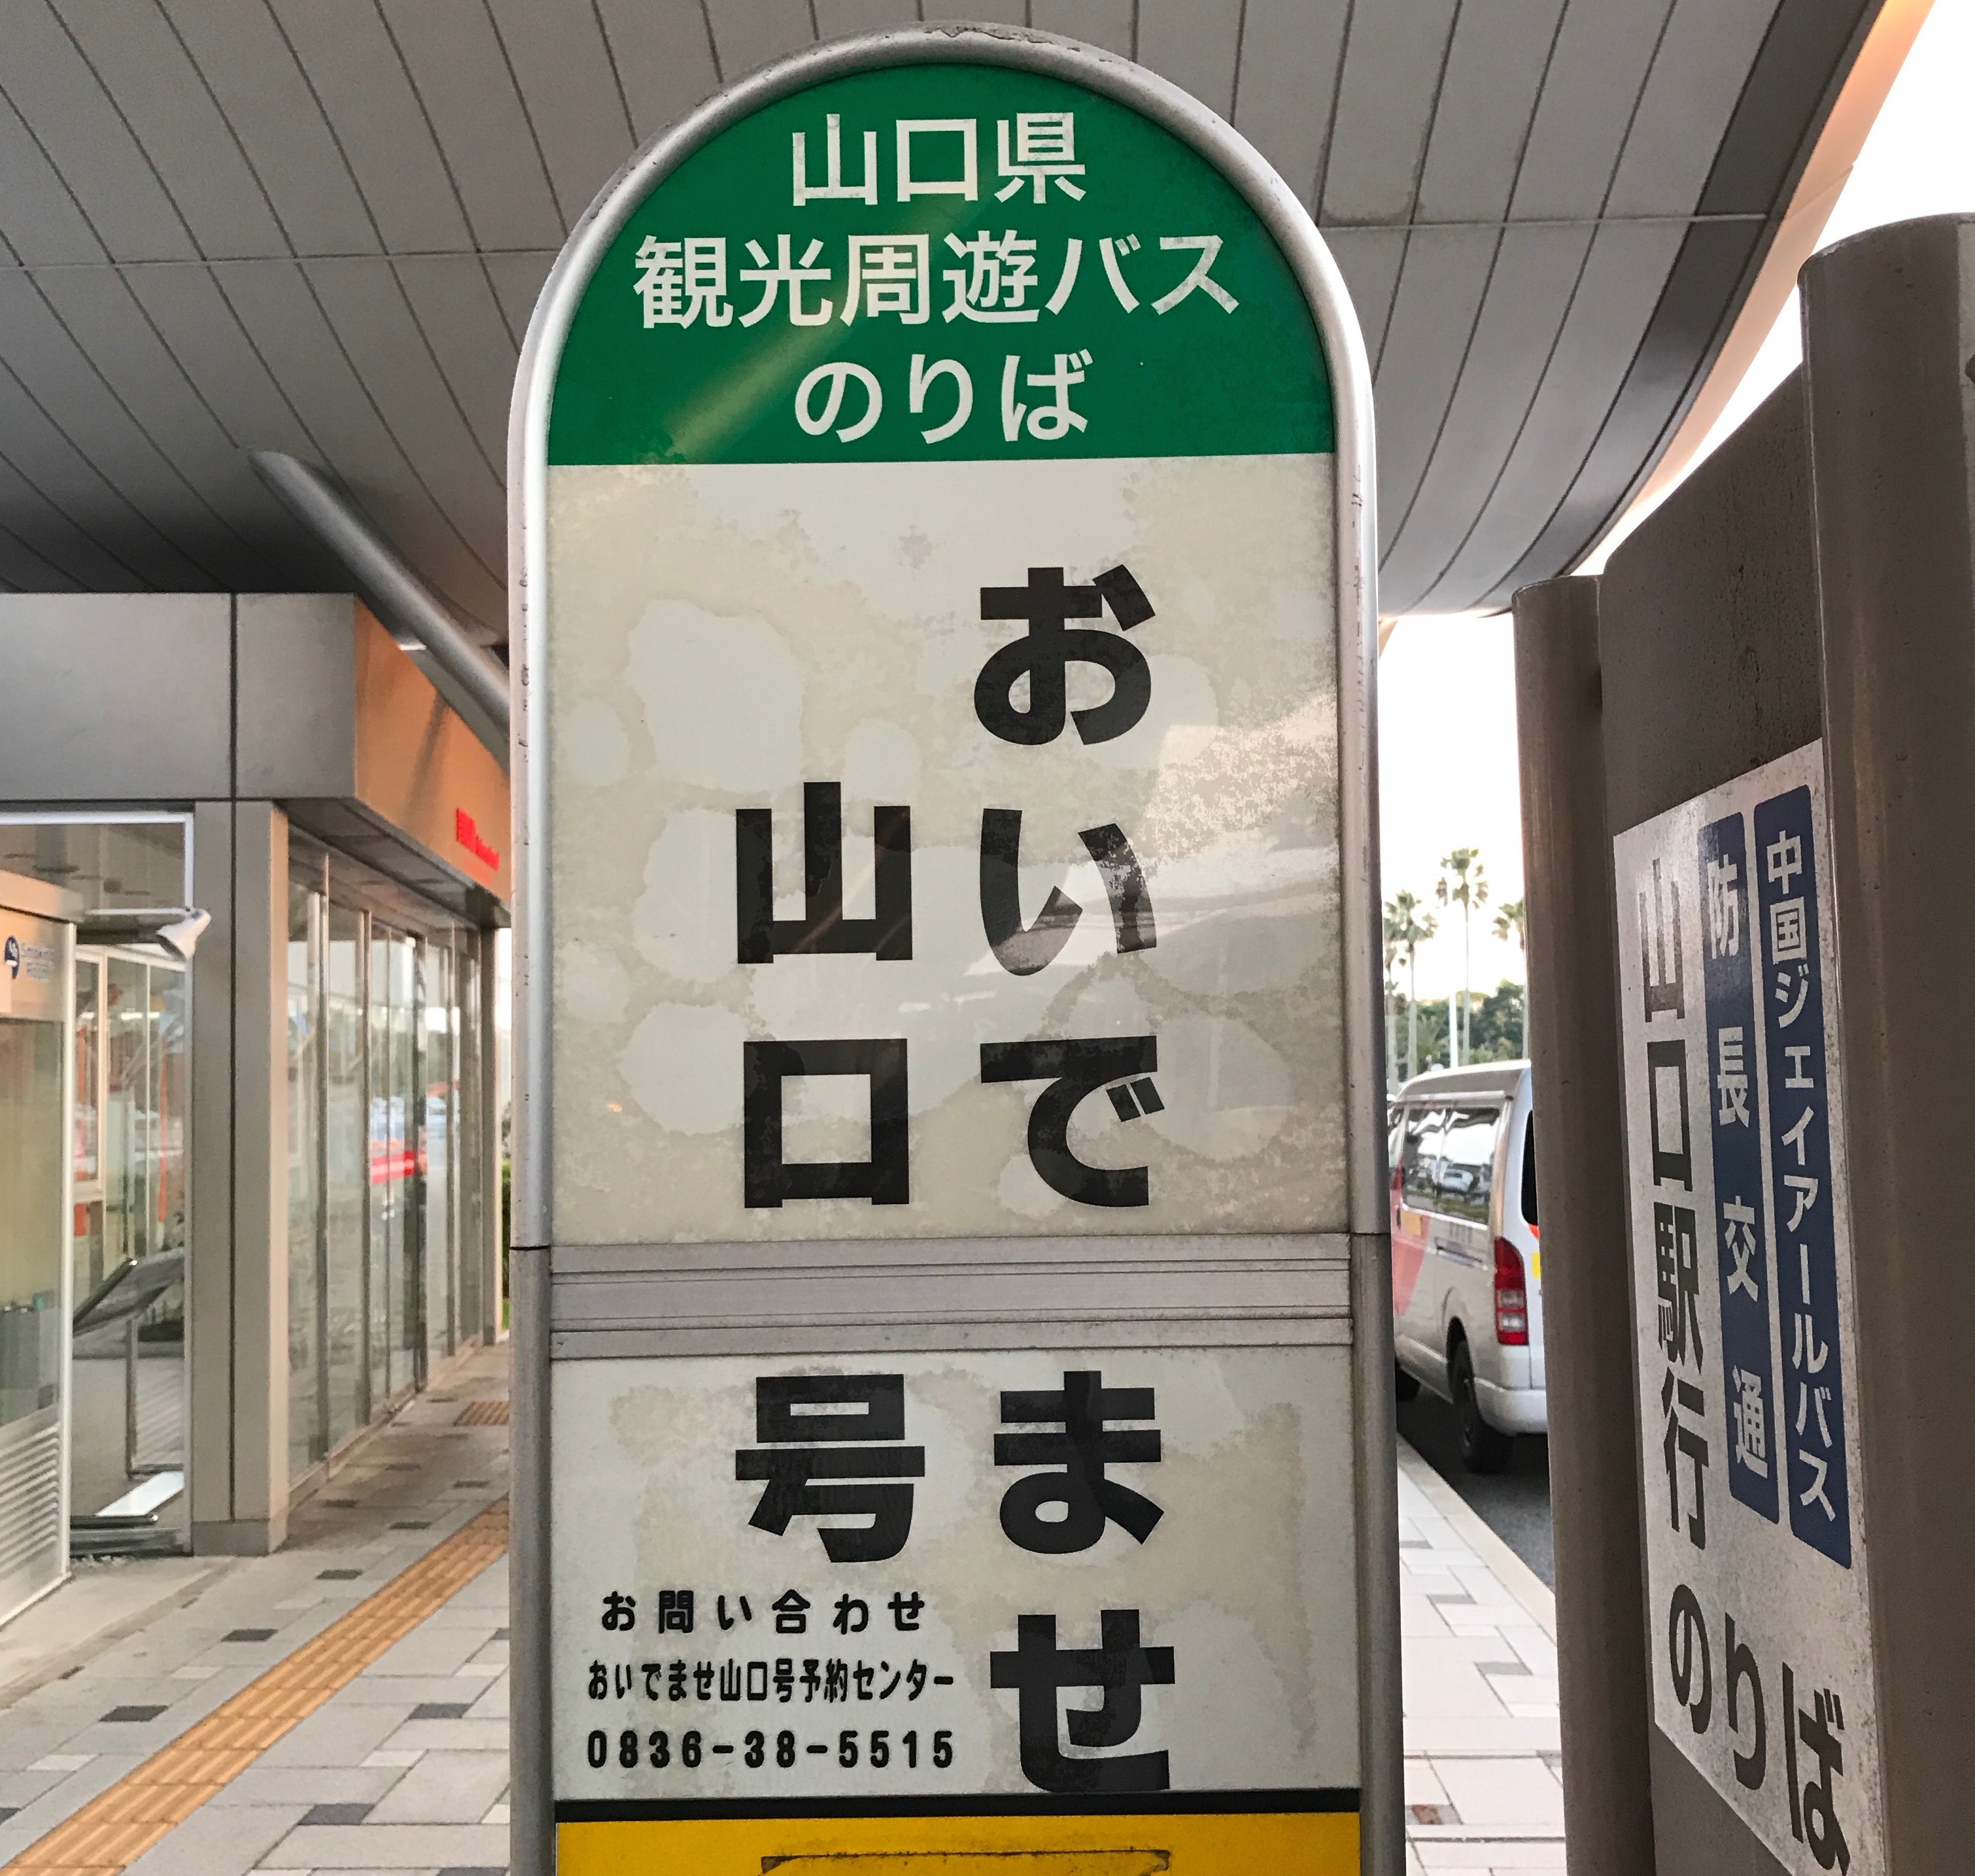 山口県
観光周遊バス
のりば
おいでませ
山口号
お問い合わせ
おいでませ山口号予約センター
0836-38-5515
中国ジェイアールバス
防長交通
山口駅行のりば